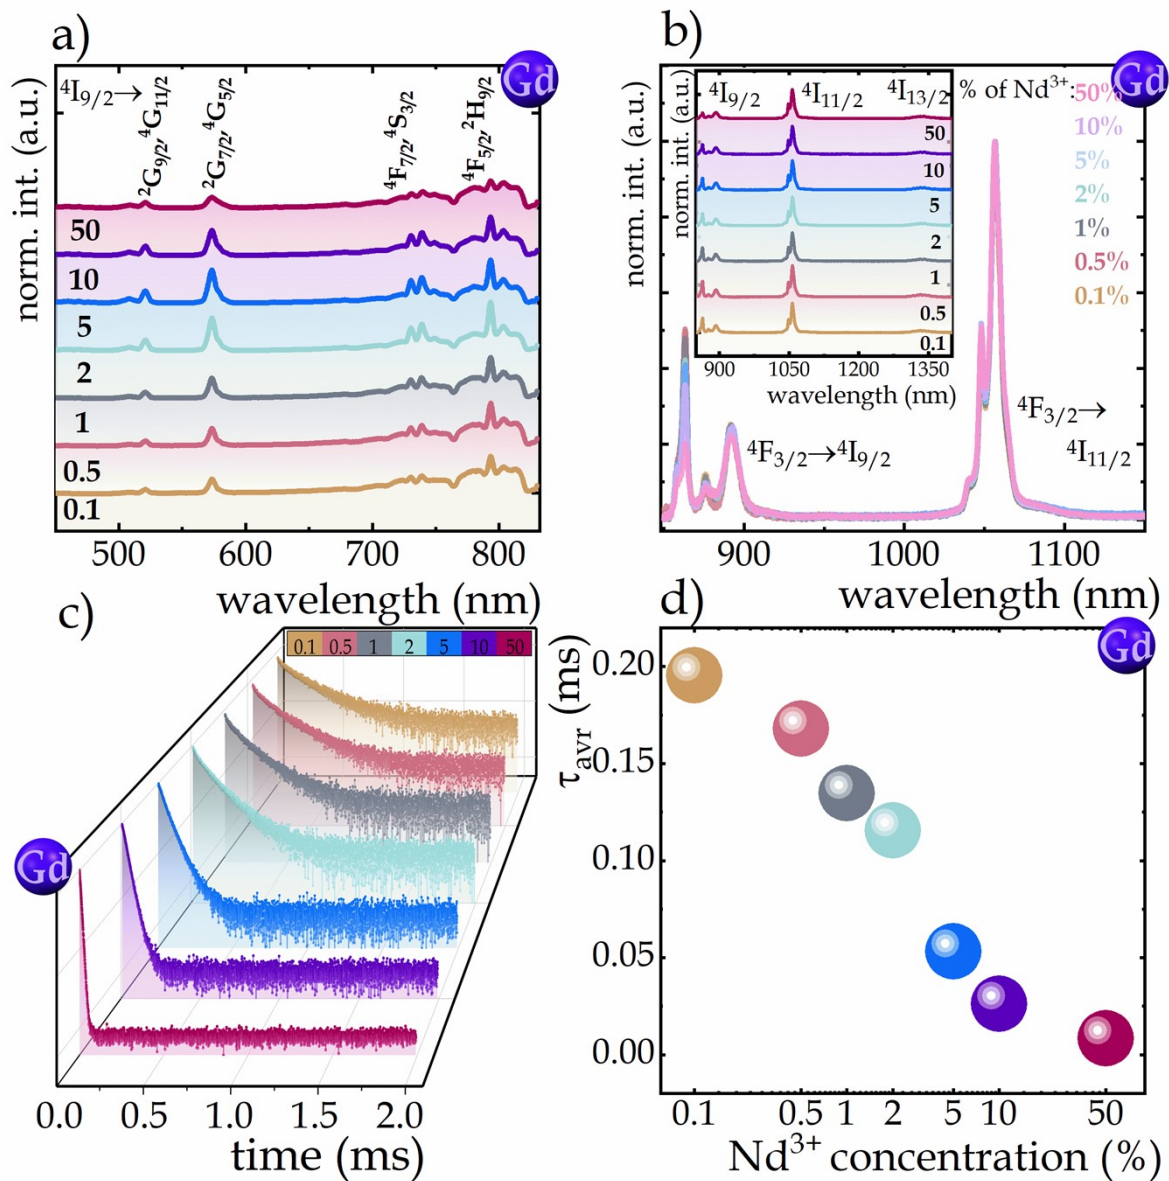 a)
Gd
⁴I₉/₂→
²G₉/₂, ⁴G₁₁/₂
²G₇/₂, ⁴G₅/₂
⁴F₇/₂, ⁴S₃/₂
⁴F₅/₂, ²H₉/₂
norm. int. (a.u.)
50
10
5
2
1
0.5
0.1
500 600 700 800
wavelength (nm)
b)
Gd
norm. int. (a.u.)
norm. int. (a.u.)
⁴I₉/₂ ⁴I₁₁/₂ ⁴I₁₃/₂
50
10
5
2
1
0.5
0.1
900 1050 1200 1350
wavelength (nm)
% of Nd³⁺: 50%
10%
5%
2%
1%
0.5%
0.1%
⁴F₃/₂→⁴I₉/₂
⁴F₃/₂→
⁴I₁₁/₂
900 1000 1100
wavelength (nm)
c)
0.1 0.5 1 2 5 10 50
Gd
0.0 0.5 1.0 1.5 2.0
time (ms)
d)
Gd
τavr (ms)
0.20
0.15
0.10
0.05
0.00
0.1 0.5 1 2 5 10 50
Nd³⁺ concentration (%)